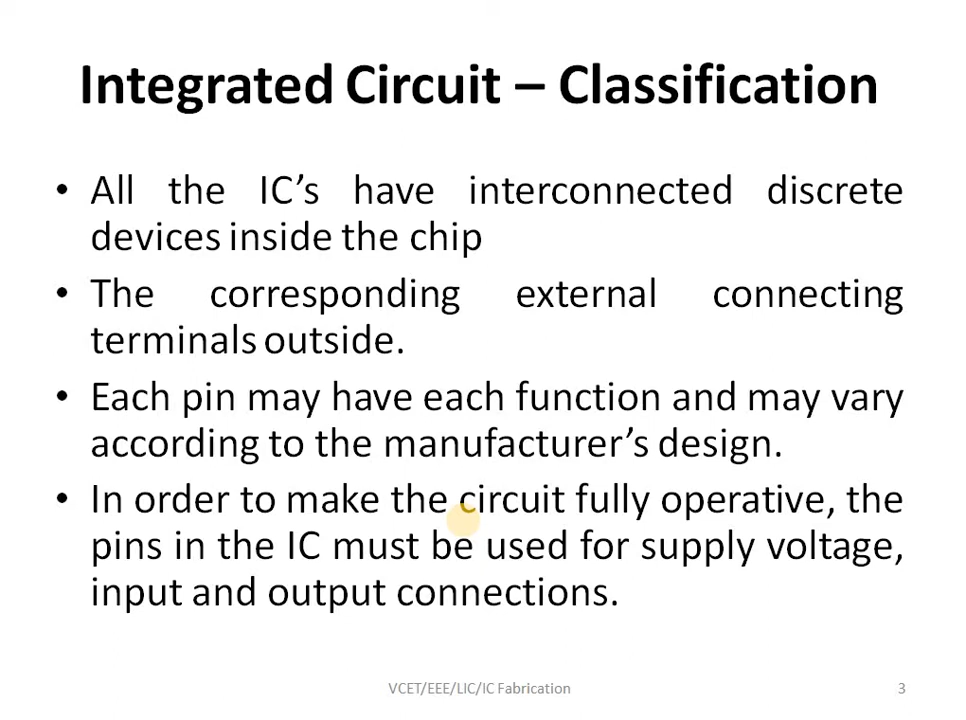 Integrated Circuit – Classification
• All the IC’s have interconnected discrete
devices inside the chip
• The corresponding external connecting
terminals outside.
• Each pin may have each function and may vary
according to the manufacturer’s design.
• In order to make the circuit fully operative, the
pins in the IC must be used for supply voltage,
input and output connections.
VCET/EEE/LIC/IC Fabrication
3